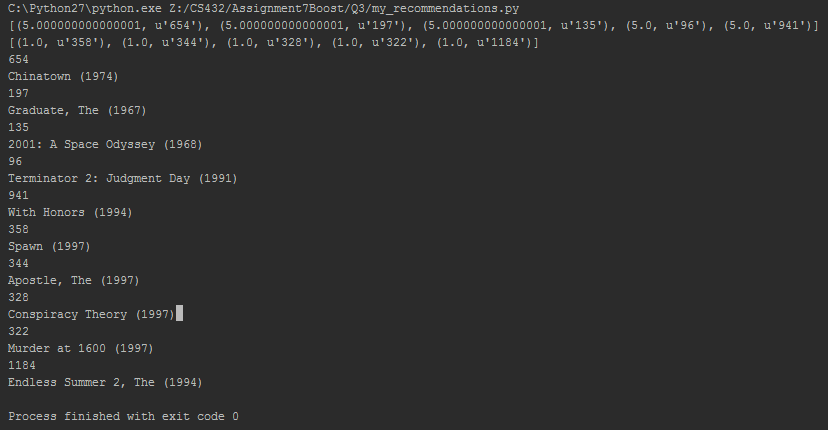 C:\Python27\python.exe Z:/CS432/Assignment7Boost/Q3/my_recommendations.py
[(5.000000000000001, u'654'), (5.000000000000001, u'197'), (5.000000000000001, u'135'), (5.0, u'96'), (5.0, u'941')]
[(1.0, u'358'), (1.0, u'344'), (1.0, u'328'), (1.0, u'322'), (1.0, u'1184')]
654
Chinatown (1974)
197
Graduate, The (1967)
135
2001: A Space Odyssey (1968)
96
Terminator 2: Judgment Day (1991)
941
With Honors (1994)
358
Spawn (1997)
344
Apostle, The (1997)
328
Conspiracy Theory (1997)
322
Murder at 1600 (1997)
1184
Endless Summer 2, The (1994)
Process finished with exit code 0